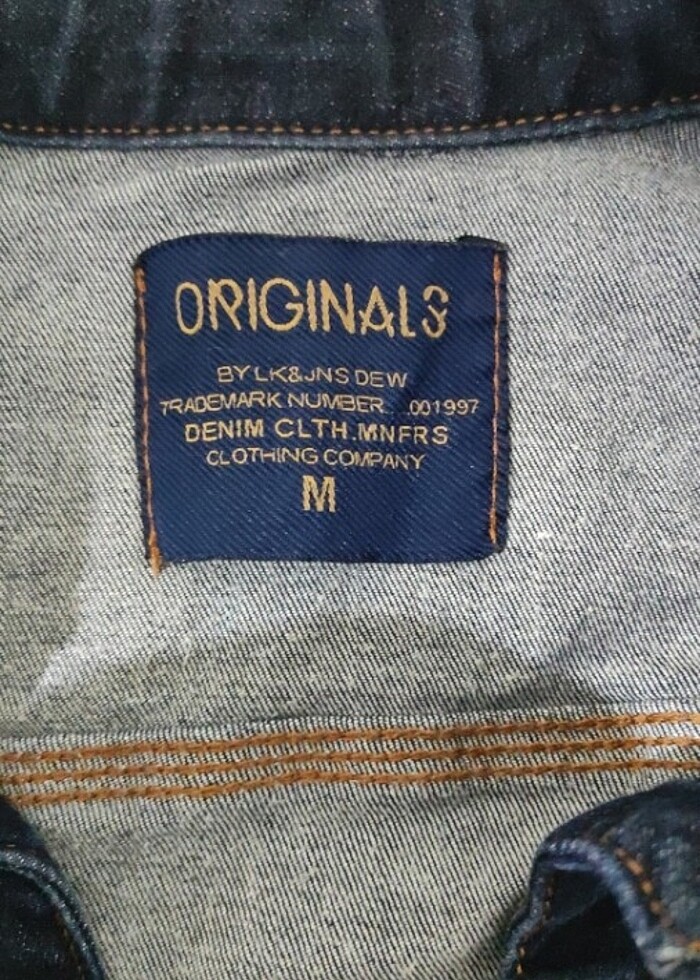 ORIGINALS
BY LK&JNS DEW
TRADEMARK NUMBER...001997
DENIM CLTH.MNFRS
CLOTHING COMPANY
M